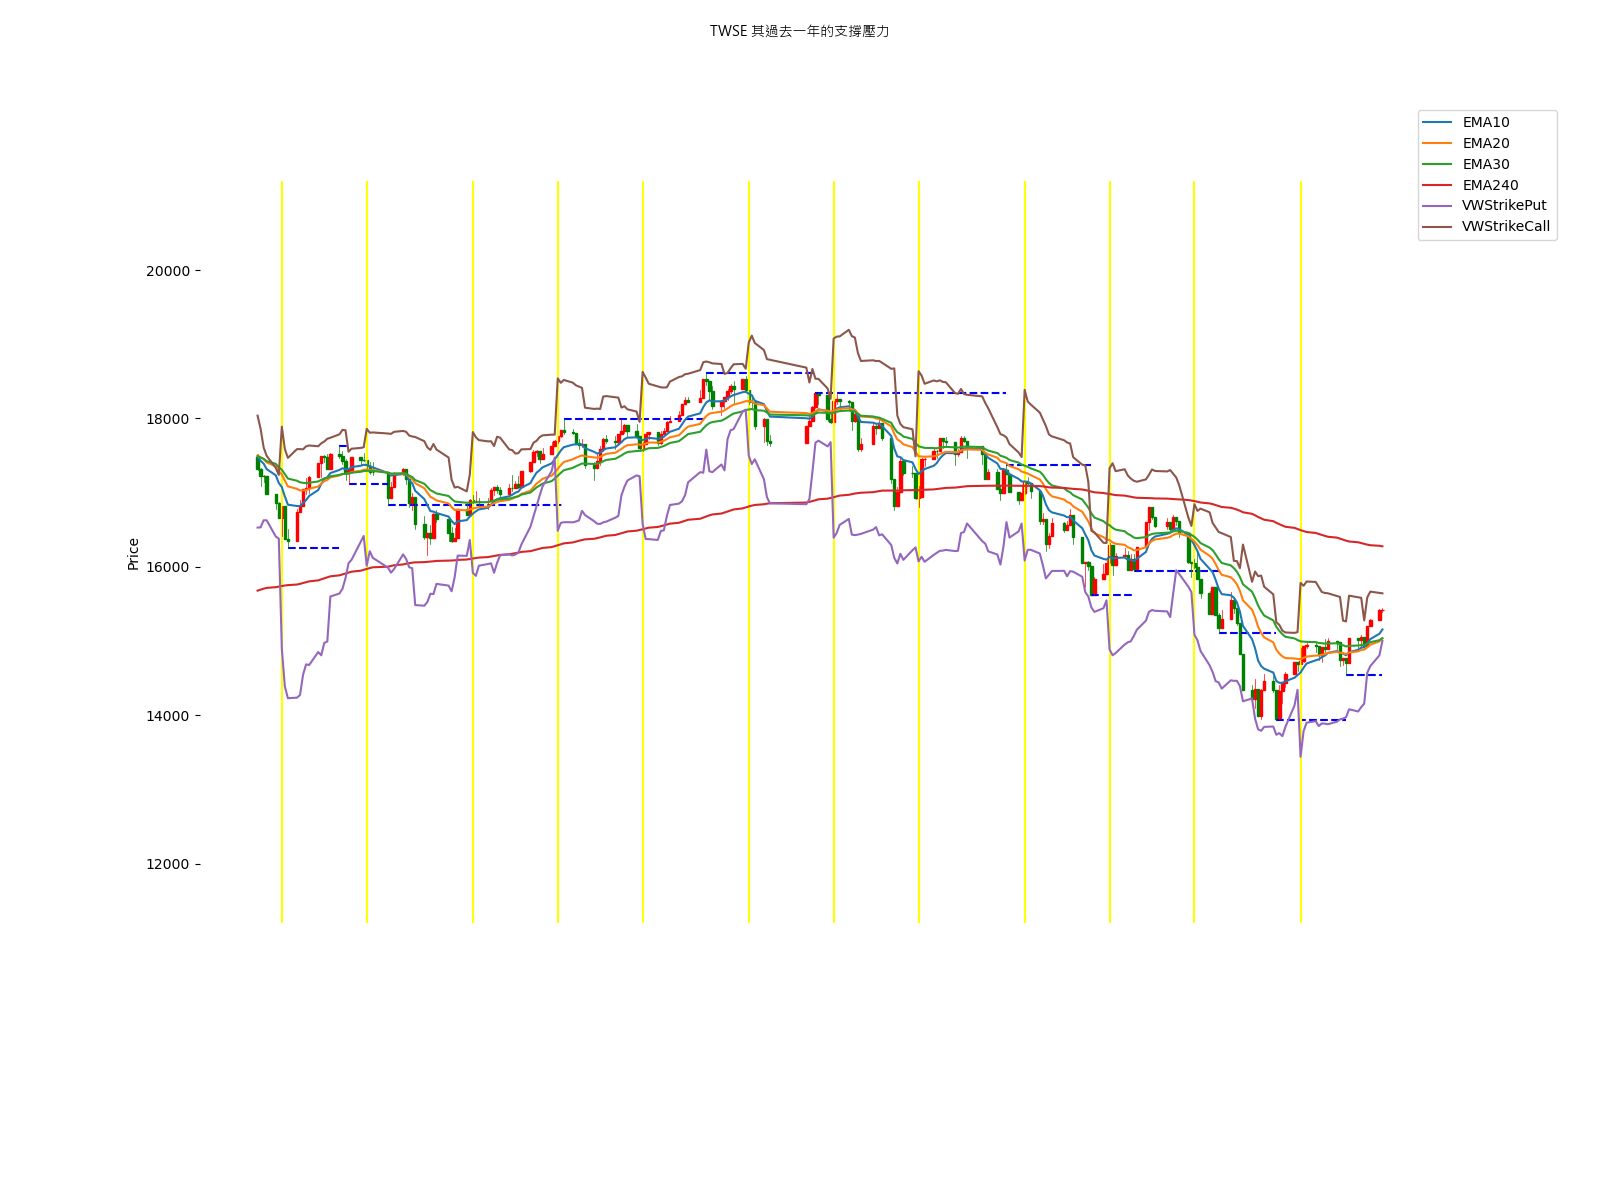 TWSE 其過去一年的支撐壓力
EMA10
EMA20
EMA30
EMA240
VWStrikePut
VWStrikeCall
Price
20000
18000
16000
14000
12000